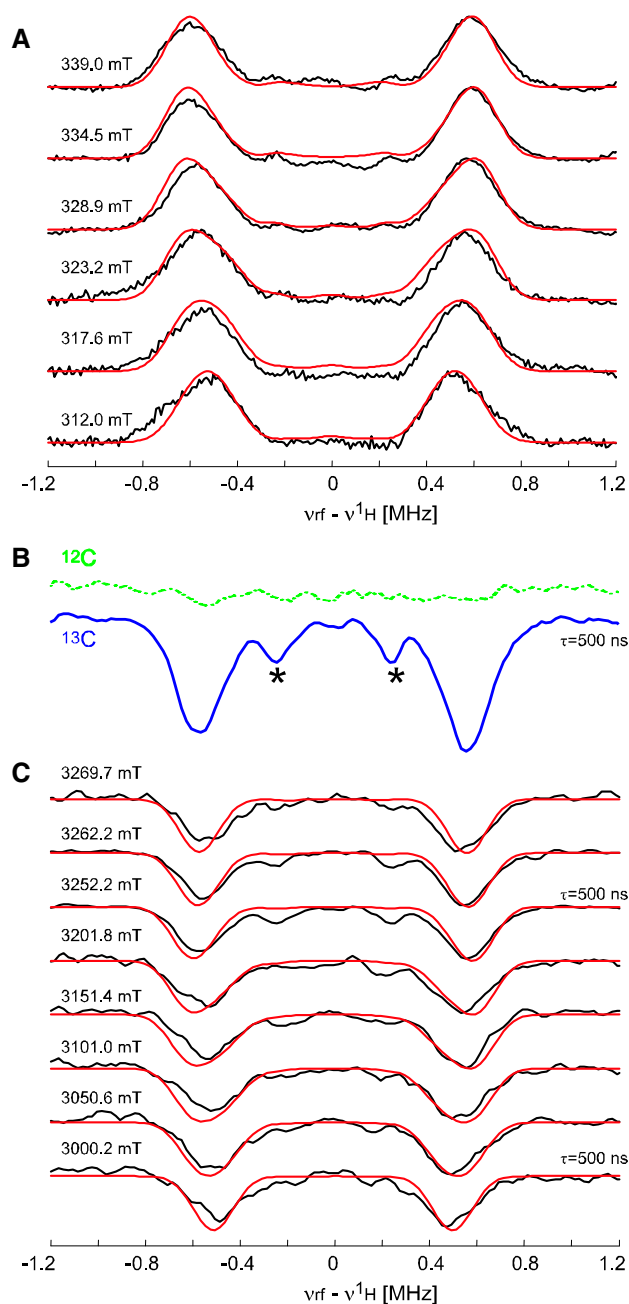 A
339.0 mT
334.5 mT
328.9 mT
323.2 mT
317.6 mT
312.0 mT
-1.2 -0.8 -0.4 0 0.4 0.8 1.2
νrf - ν¹H [MHz]
B
¹²C
¹³C
τ=500 ns
* *
C
3269.7 mT
3262.2 mT
3252.2 mT
τ=500 ns
3201.8 mT
3151.4 mT
3101.0 mT
3050.6 mT
3000.2 mT
τ=500 ns
-1.2 -0.8 -0.4 0 0.4 0.8 1.2
νrf - ν¹H [MHz]